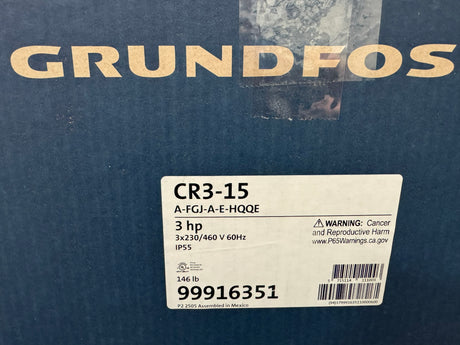 GRUNDFOS
CR3-15
A-FGJ-A-E-HQQE
3 hp
3x230/460 V 60Hz
IP55
WARNING: Cancer
and Reproductive Harm
www.P65Warnings.ca.gov
146 lb
99916351
P2 2505 Assembled in Mexico